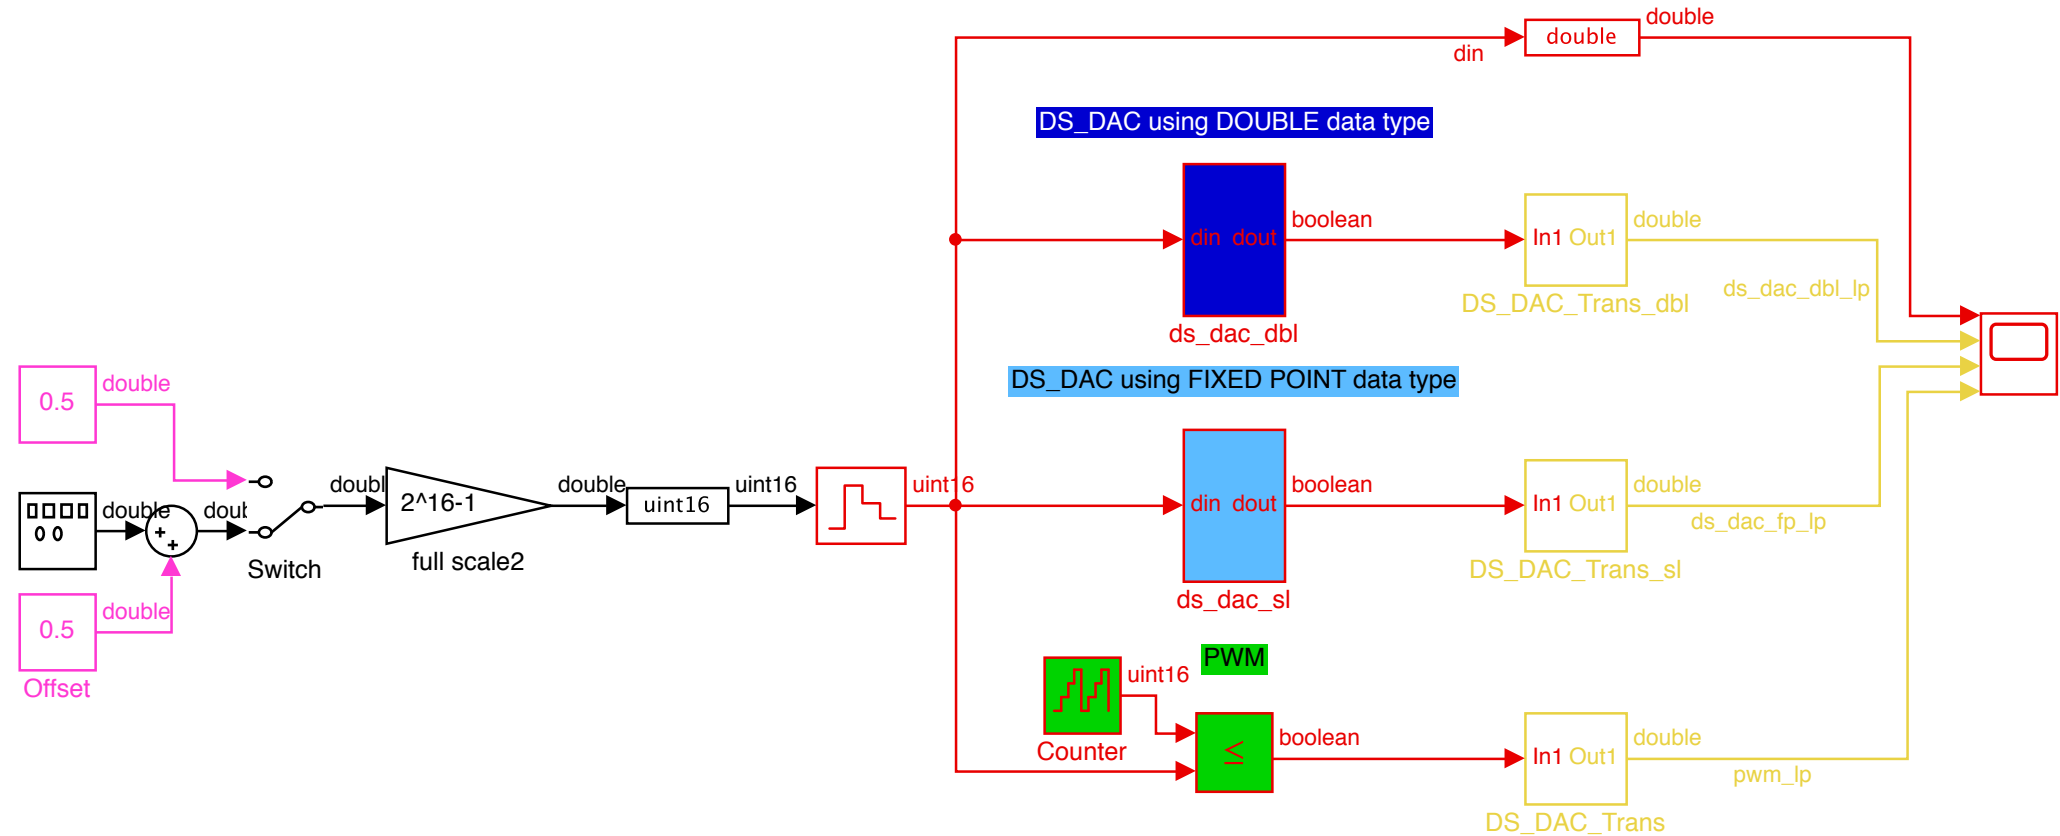 double
double
din
DS_DAC using DOUBLE data type
din dout
boolean
In1 Out1
double
ds_dac_dbl
DS_DAC_Trans_dbl
ds_dac_dbl_lp
DS_DAC using FIXED POINT data type
0.5
double
double
doub
Switch
doubl
2^16-1
full scale2
double
uint16
uint16
uint16
din dout
boolean
In1 Out1
double
ds_dac_sl
DS_DAC_Trans_sl
ds_dac_fp_lp
0.5
double
Offset
PWM
uint16
Counter
≤
boolean
In1 Out1
double
pwm_lp
DS_DAC_Trans